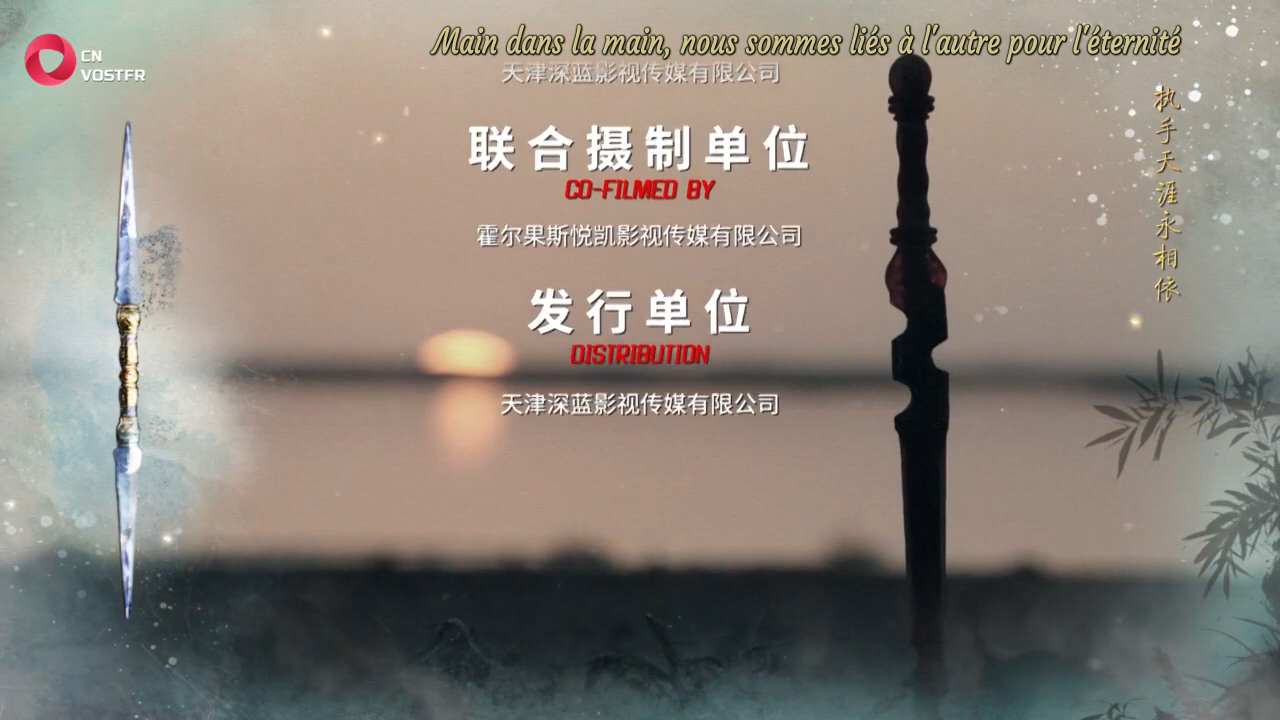 CN
VOSTFR
Main dans la main, nous sommes liés à l'autre pour l'éternité
天津深蓝影视传媒有限公司
联合摄制单位
CO-FILMED BY
霍尔果斯悦凯影视传媒有限公司
发行单位
DISTRIBUTION
天津深蓝影视传媒有限公司
执手天涯永相依